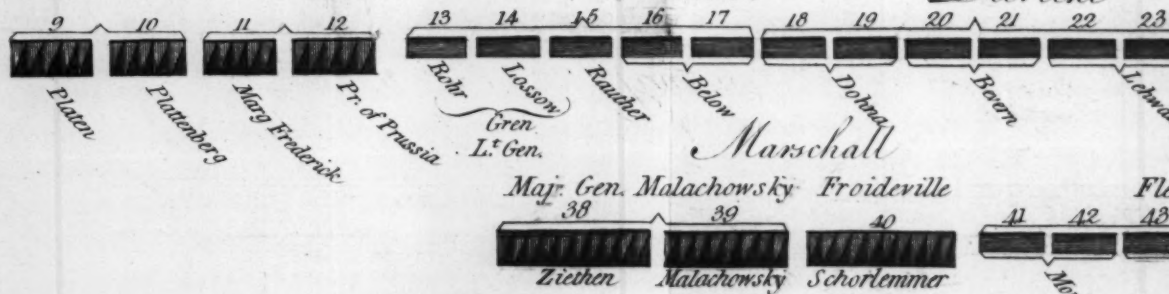 9 10 11 12 13 14 15 16 17 18 19 20 21 22 23
Platen Plattenberg Marg Frederick Pr. of Prussia Rohr Lossow Rauther Below Dohna Bevern
Gren
Lt Gen.
Marschall
Maj. Gen. Malachowsky Froideville
38 39 40 41 42 43
Ziethen Malachowsky Schorlemmer